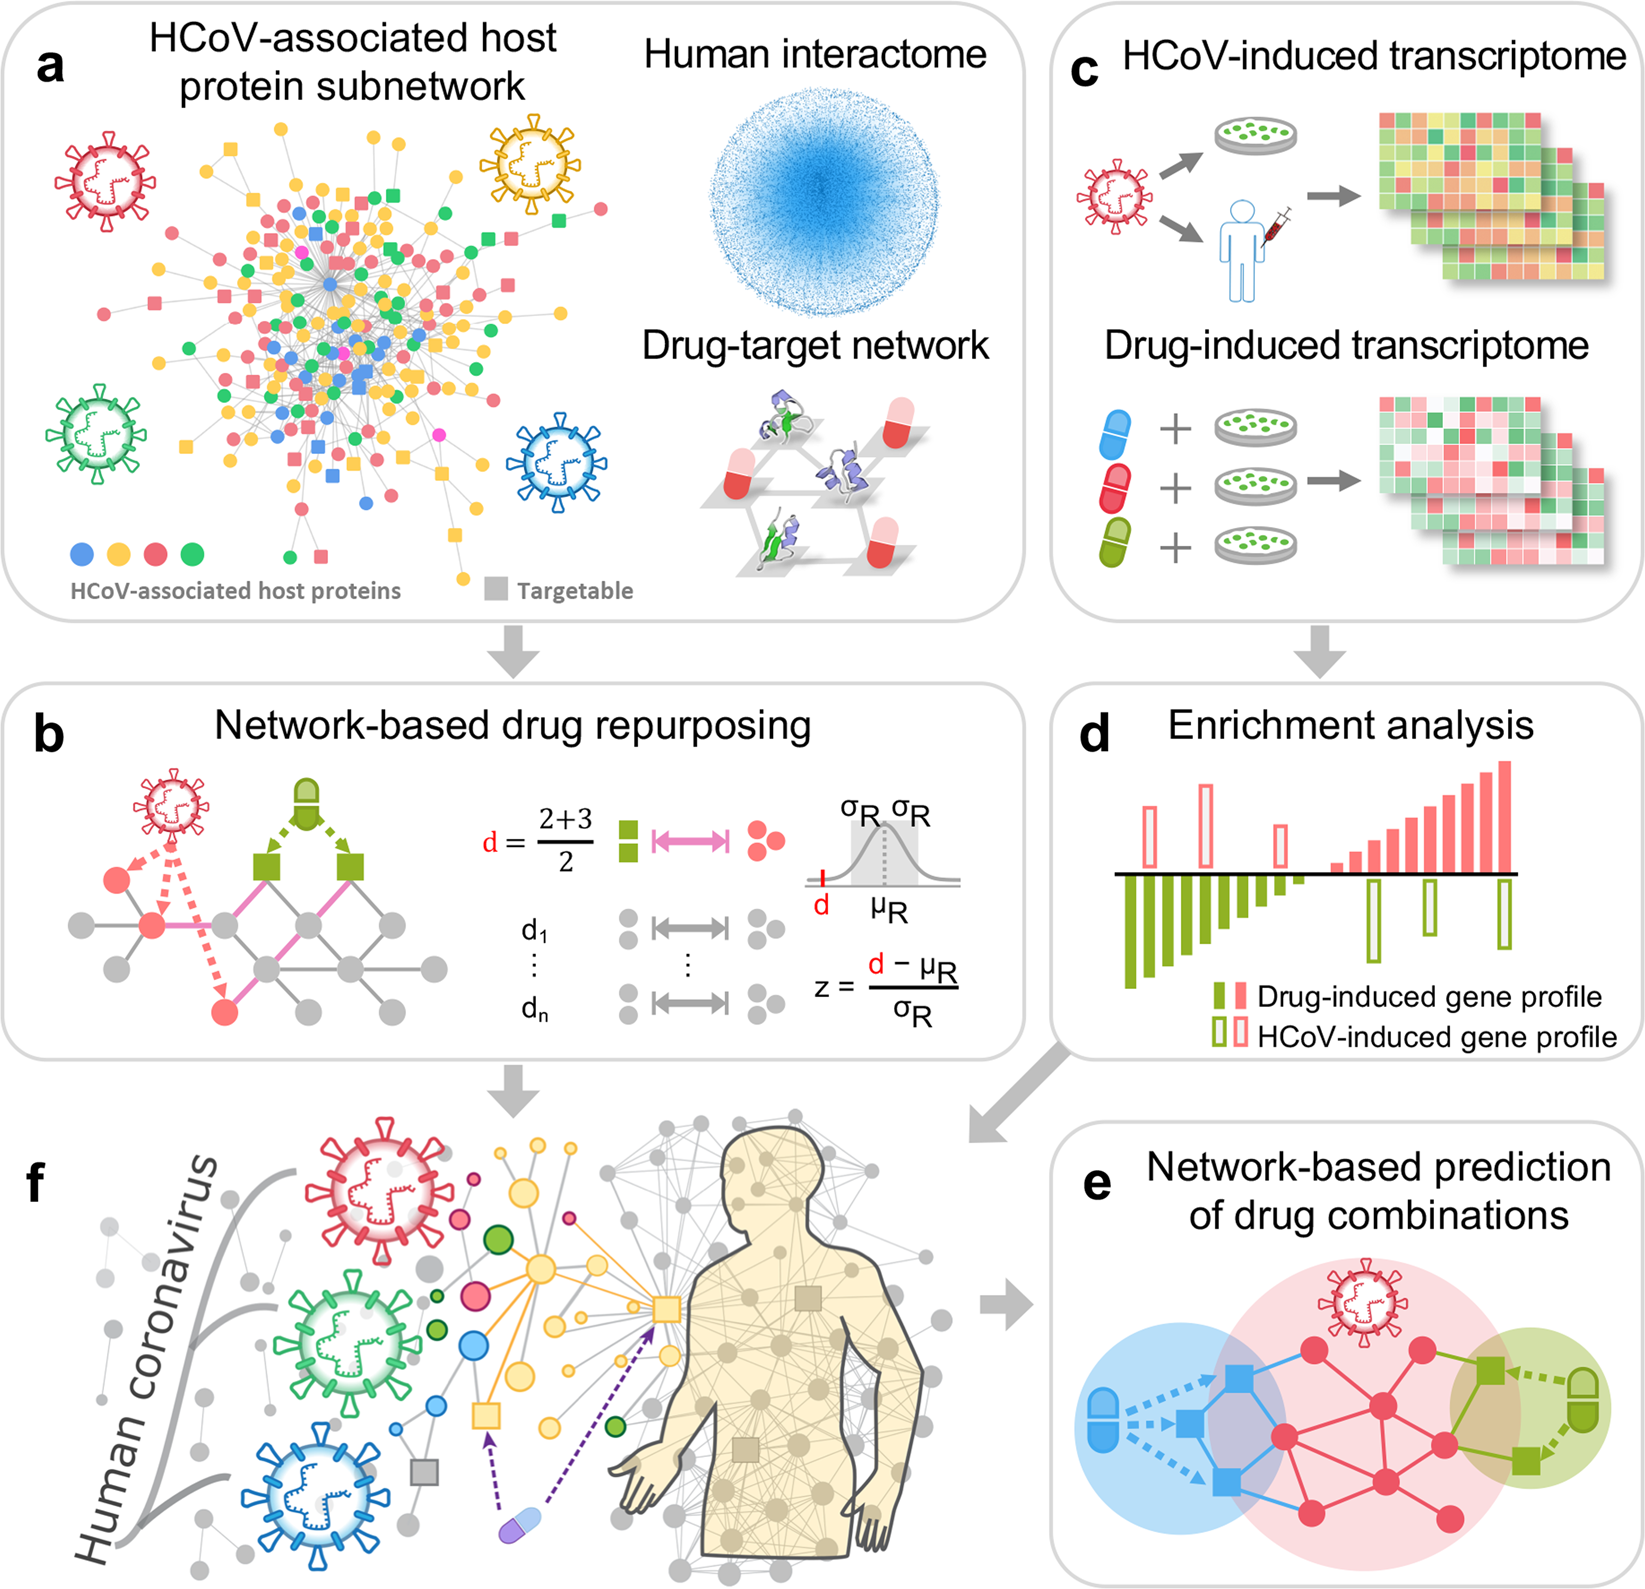 a
HCoV-associated host
protein subnetwork
Human interactome
Drug-target network
HCoV-associated host proteins
Targetable
c
HCoV-induced transcriptome
Drug-induced transcriptome
+
+
+
b
Network-based drug repurposing
d = 2+3
2
d1
⋮
dn
⋮
σR σR
d
μR
z = d − μR
σR
d
Enrichment analysis
Drug-induced gene profile
HCoV-induced gene profile
f
Human coronavirus
e
Network-based prediction
of drug combinations